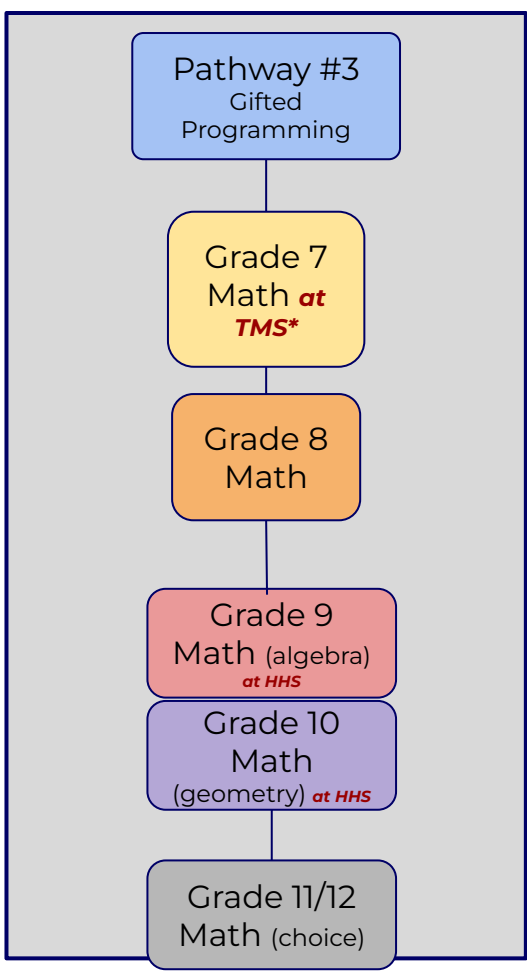 Pathway #3
Gifted
Programming
Grade 7
Math at
TMS*
Grade 8
Math
Grade 9
Math (algebra)
at HHS
Grade 10
Math
(geometry) at HHS
Grade 11/12
Math (choice)